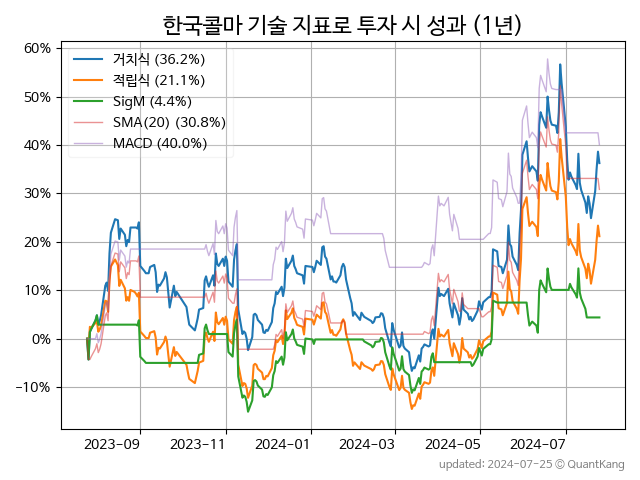 한국콜마 기술 지표로 투자 시 성과 (1년)
60%
50%
40%
30%
20%
10%
0%
−10%
거치식 (36.2%)
적립식 (21.1%)
SigM (4.4%)
SMA(20) (30.8%)
MACD (40.0%)
2023-09
2023-11
2024-01
2024-03
2024-05
2024-07
updated: 2024-07-25 © QuantKang